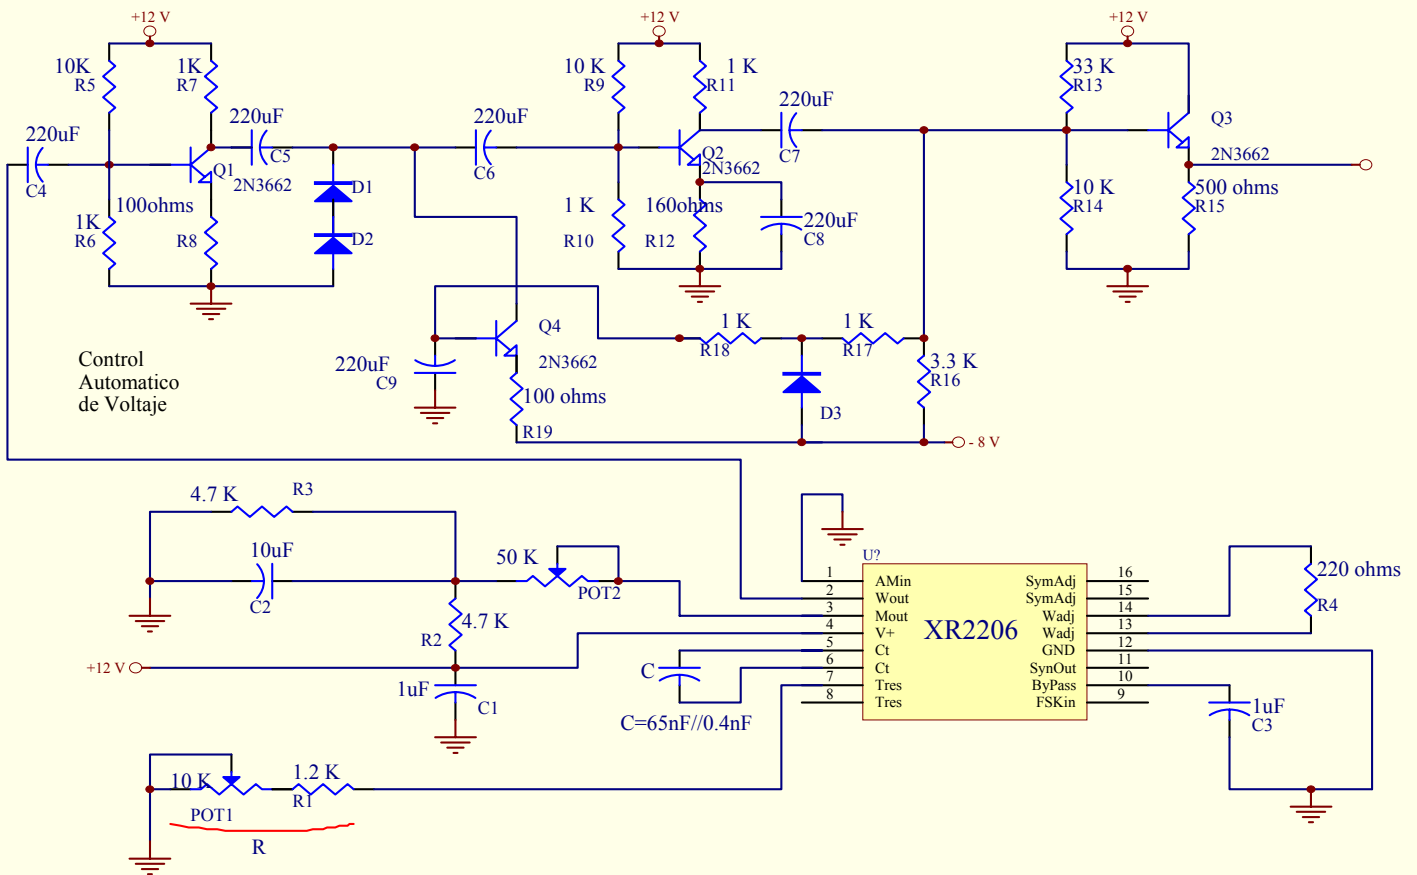 +12 V
+12 V
+12 V
10K
R5
1K
R7
10 K
R9
1 K
R11
33 K
R13
220uF
C4
220uF
C5
Q1
2N3662
220uF
C6
Q2
2N3662
220uF
C7
Q3
2N3662
D1
D2
100ohms
1K
R6
R8
1 K
R10
160ohms
R12
220uF
C8
10 K
R14
500 ohms
R15
Control
Automatico
de Voltaje
220uF
C9
Q4
2N3662
100 ohms
R19
1 K
R18
1 K
R17
3.3 K
R16
D3
- 8 V
4.7 K
R3
10uF
C2
50 K
POT2
4.7 K
R2
+12 V
1uF
C1
C
C=65nF//0.4nF
10 K
POT1
1.2 K
R1
R
U?
XR2206
1 AMin
2 Wout
3 Mout
4 V+
5 Ct
6 Ct
7 Tres
8 Tres
SymAdj 16
SymAdj 15
Wadj 14
Wadj 13
GND 12
SynOut 11
ByPass 10
FSKin 9
220 ohms
R4
1uF
C3